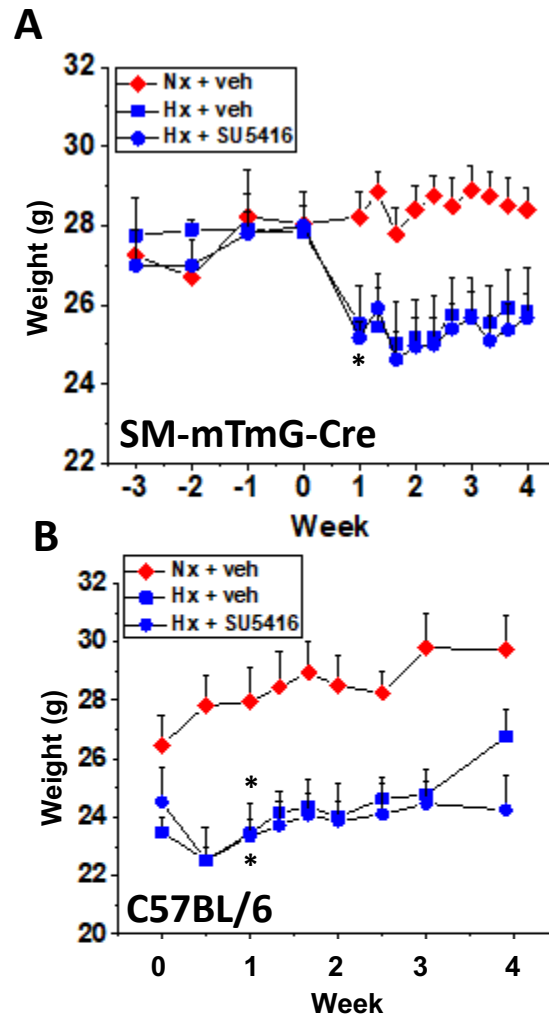 A
32
30
28
26
24
22
Weight (g)
Nx + veh
Hx + veh
Hx + SU5416
*
SM-mTmG-Cre
-3 -2 -1 0 1 2 3 4
Week
B
32
30
28
26
24
22
20
Weight (g)
Nx + veh
Hx + veh
Hx + SU5416
*
*
C57BL/6
0 1 2 3 4
Week